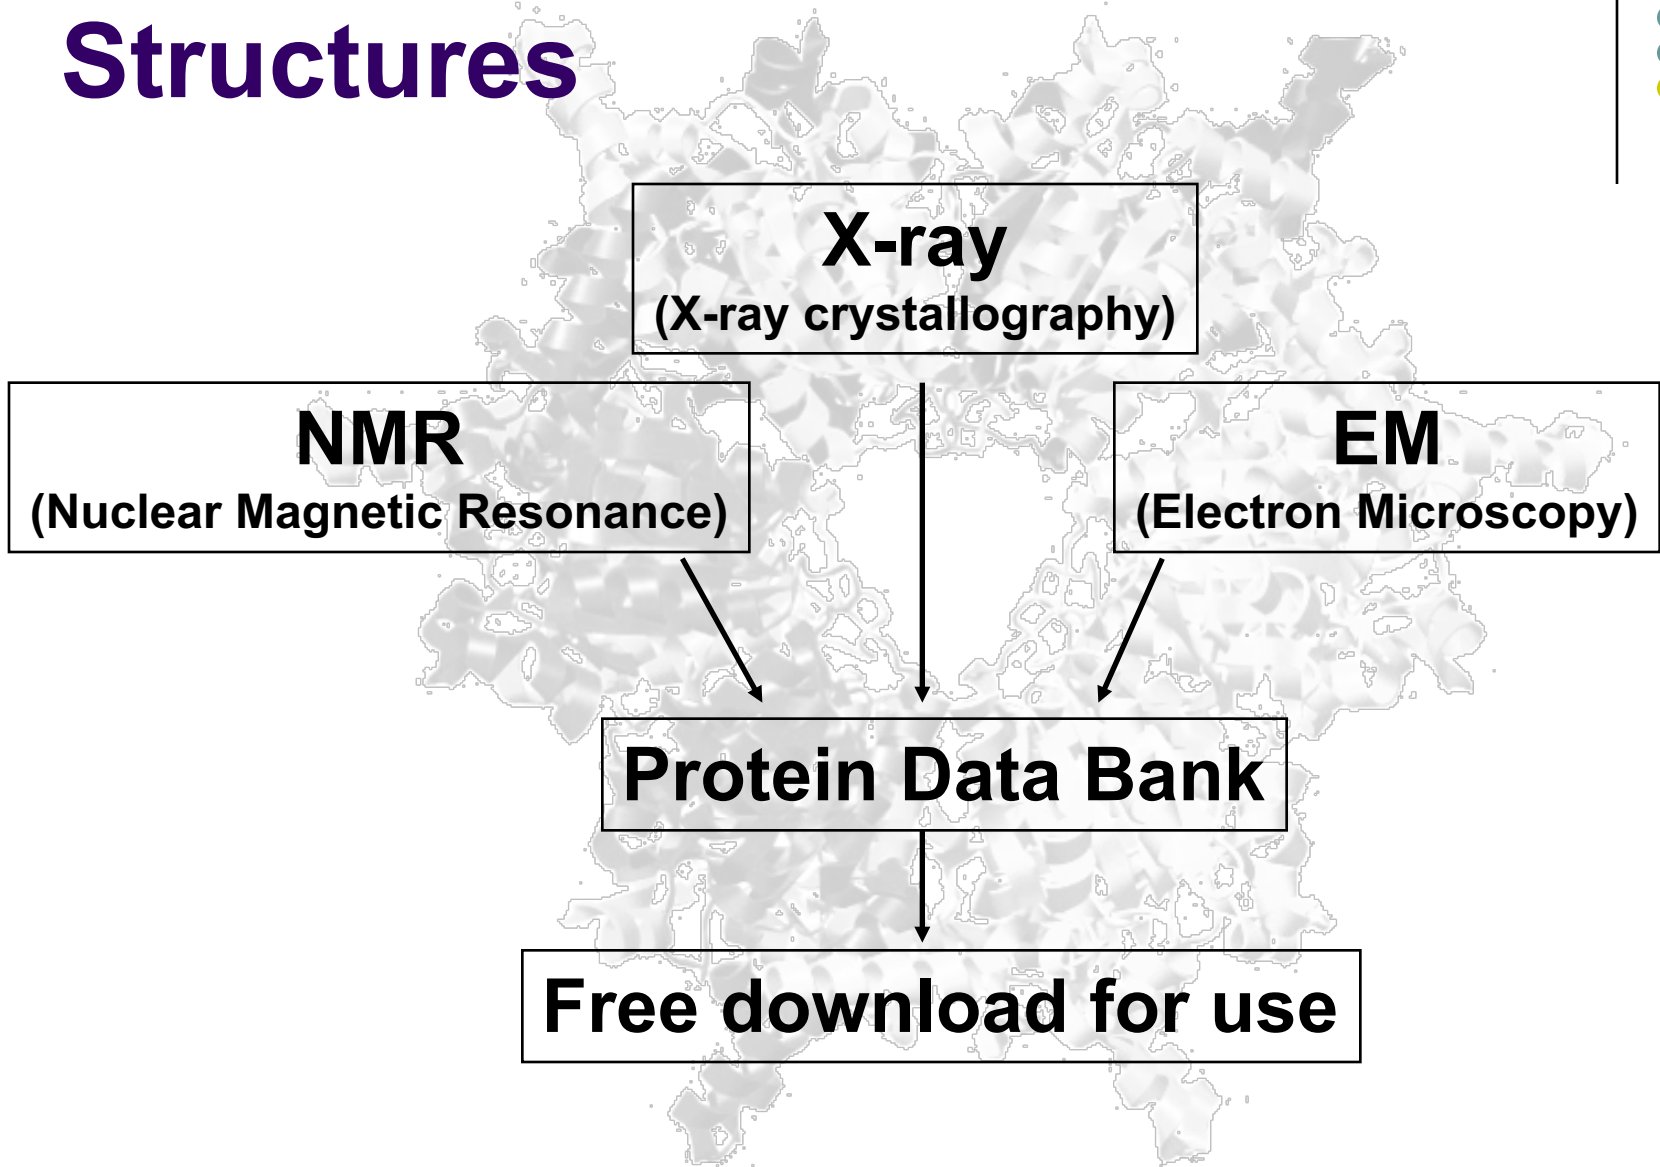 Structures
X-ray
(X-ray crystallography)
NMR
(Nuclear Magnetic Resonance)
EM
(Electron Microscopy)
Protein Data Bank
Free download for use